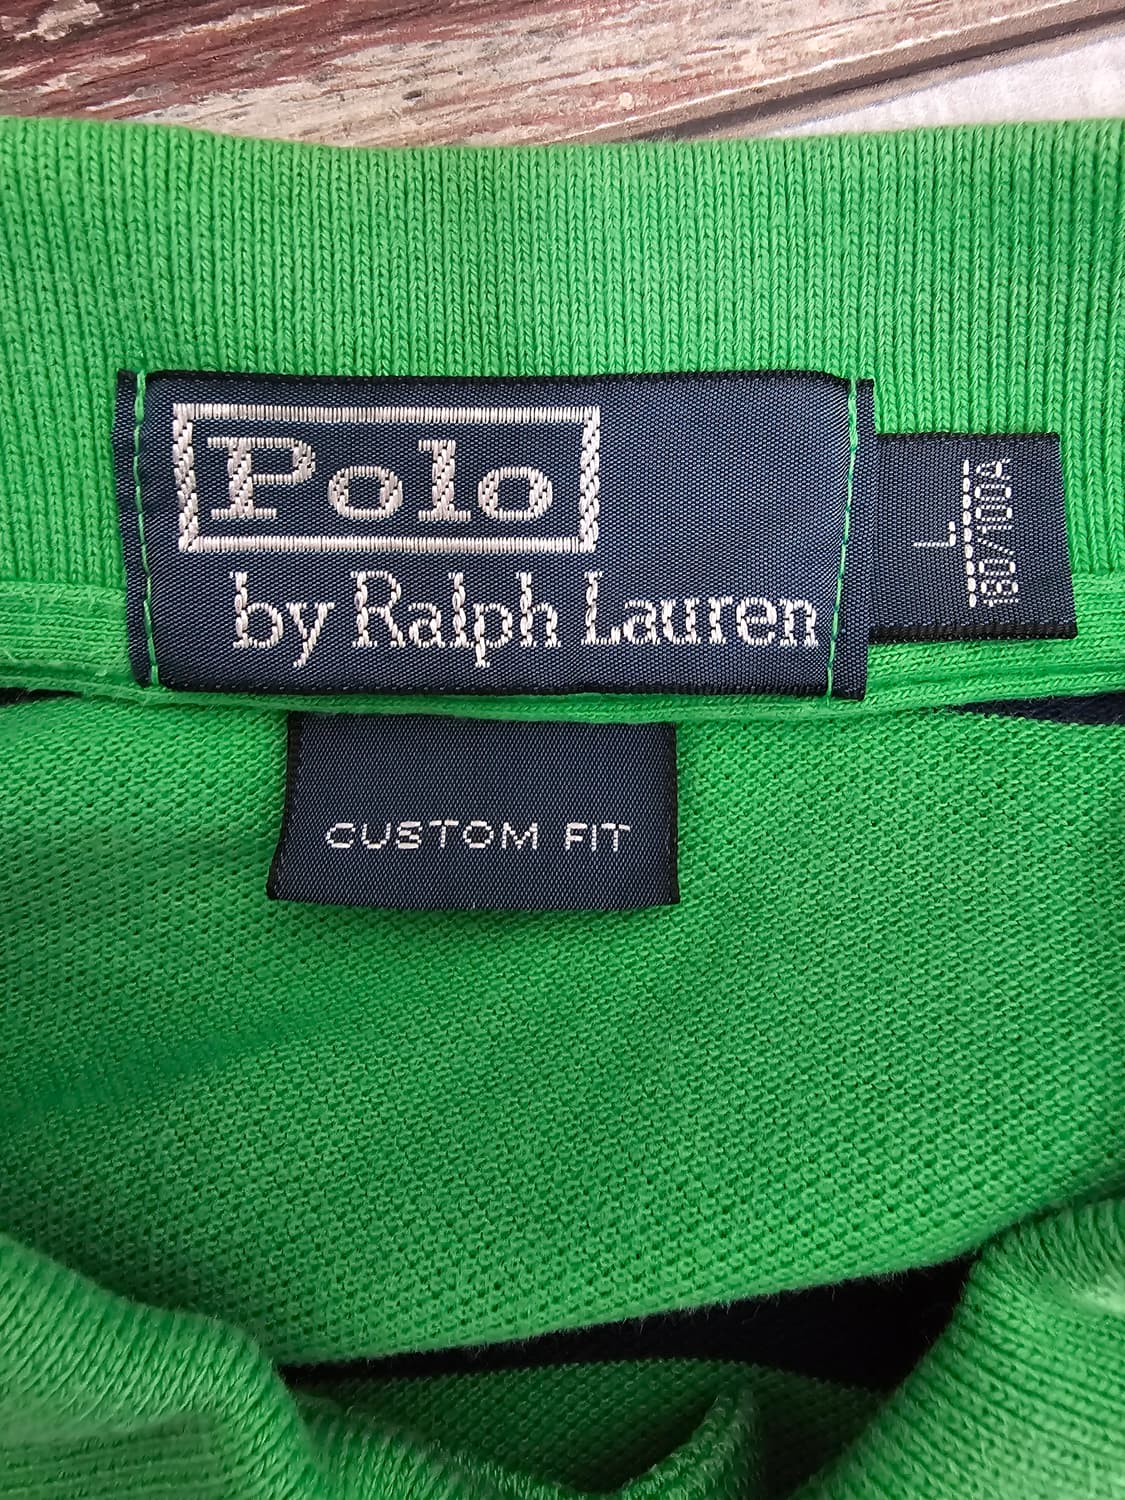 Polo
by Ralph Lauren
L
180/100A
CUSTOM FIT